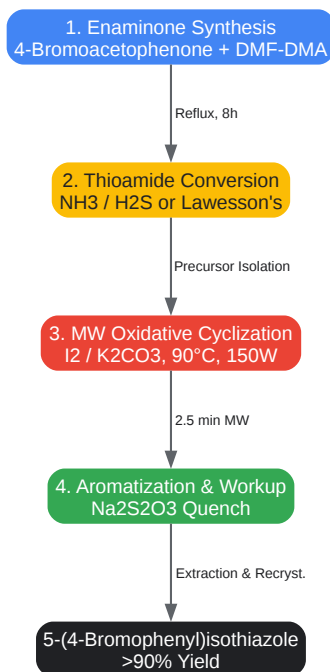 1. Enaminone Synthesis
4-Bromoacetophenone + DMF-DMA
Reflux, 8h
2. Thioamide Conversion
NH3 / H2S or Lawesson's
Precursor Isolation
3. MW Oxidative Cyclization
I2 / K2CO3, 90°C, 150W
2.5 min MW
4. Aromatization & Workup
Na2S2O3 Quench
Extraction & Recryst.
5-(4-Bromophenyl)isothiazole
>90% Yield